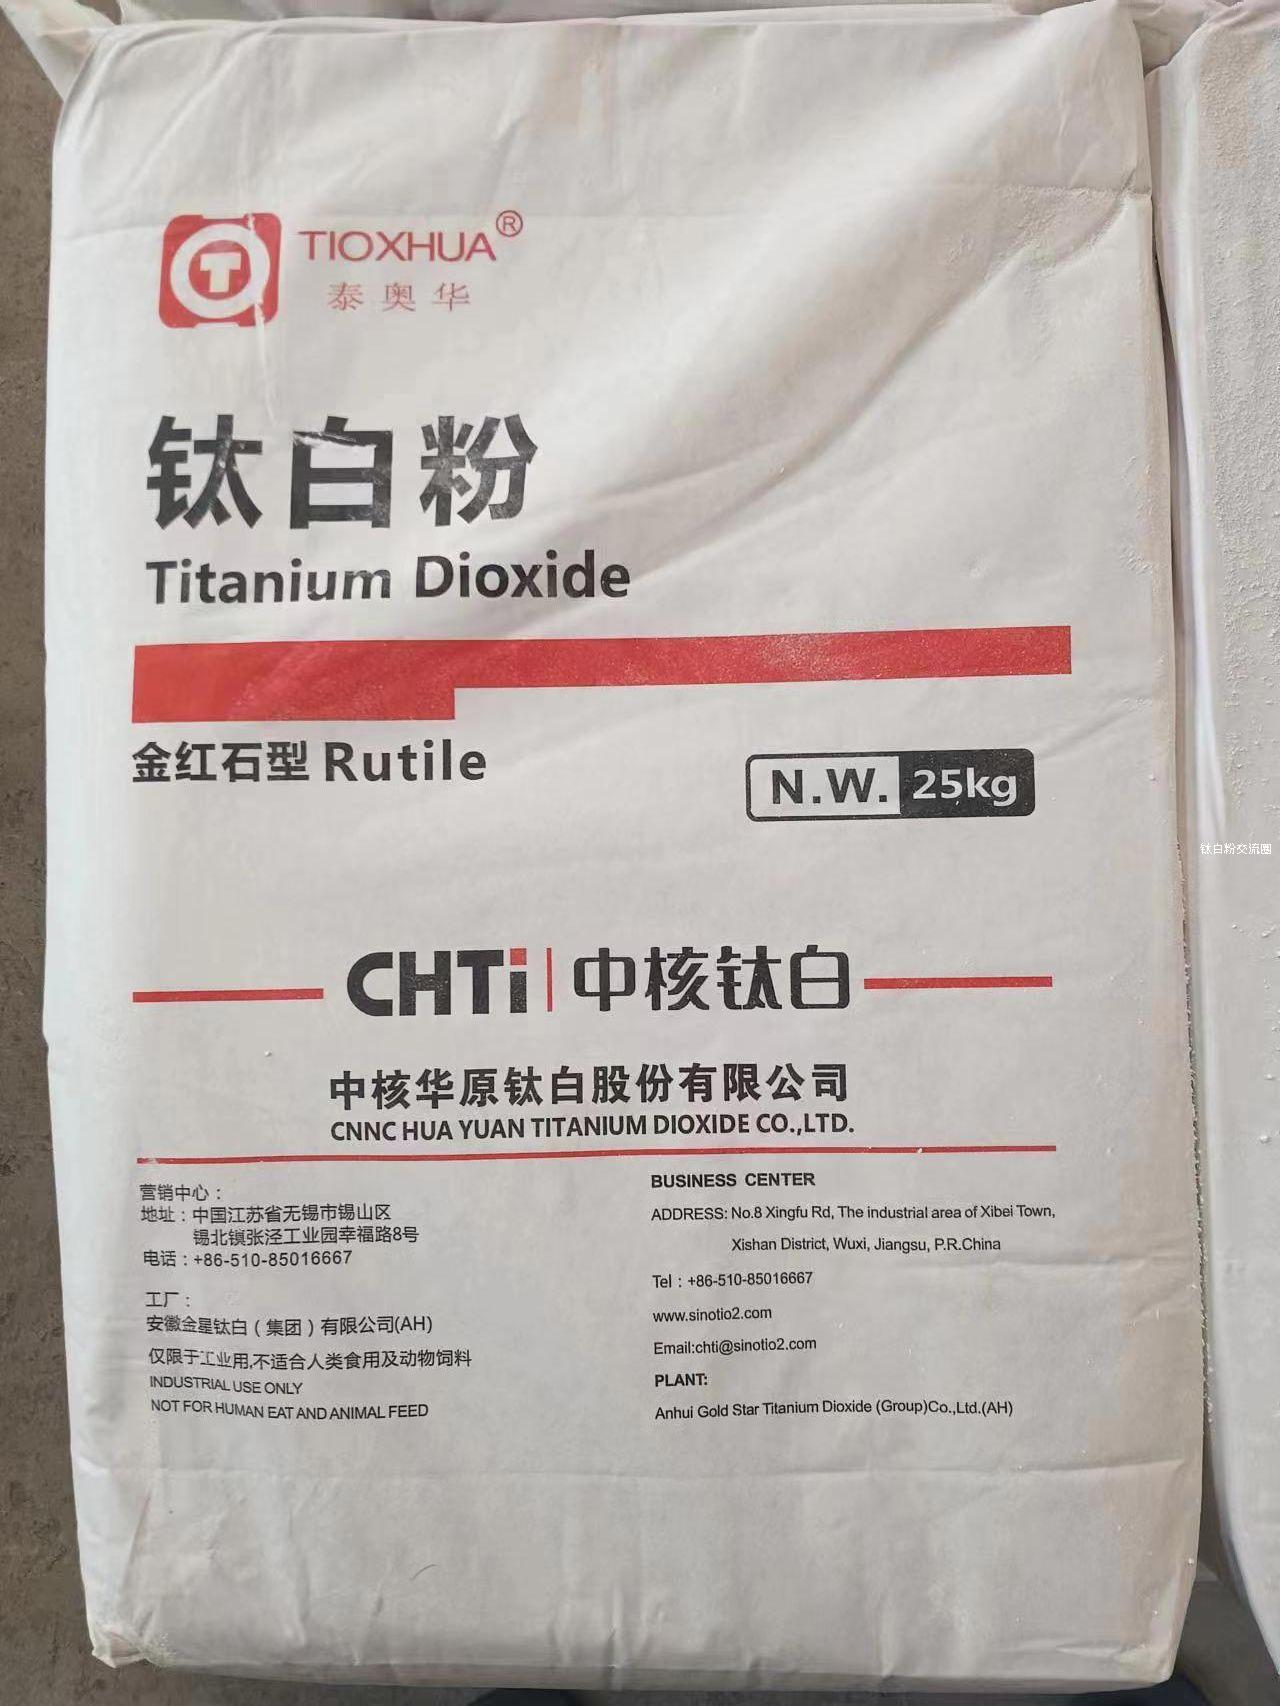 T
TIOXHUA®
泰奥华
钛白粉
Titanium Dioxide
金红石型 Rutile
N.W. 25kg
钛白粉交流圈
CHTi 中核钛白
中核华原钛白股份有限公司
CNNC HUA YUAN TITANIUM DIOXIDE CO.,LTD.
营销中心：
地址：中国江苏省无锡市锡山区
锡北镇张泾工业园幸福路8号
电话：+86-510-85016667
工厂：
安徽金星钛白（集团）有限公司(AH)
仅限于工业用,不适合人类食用及动物饲料
INDUSTRIAL USE ONLY
NOT FOR HUMAN EAT AND ANIMAL FEED
BUSINESS CENTER
ADDRESS: No.8 Xingfu Rd, The industrial area of Xibei Town,
Xishan District, Wuxi, Jiangsu, P.R.China
Tel：+86-510-85016667
www.sinotio2.com
Email:chti@sinotio2.com
PLANT:
Anhui Gold Star Titanium Dioxide (Group)Co.,Ltd.(AH)